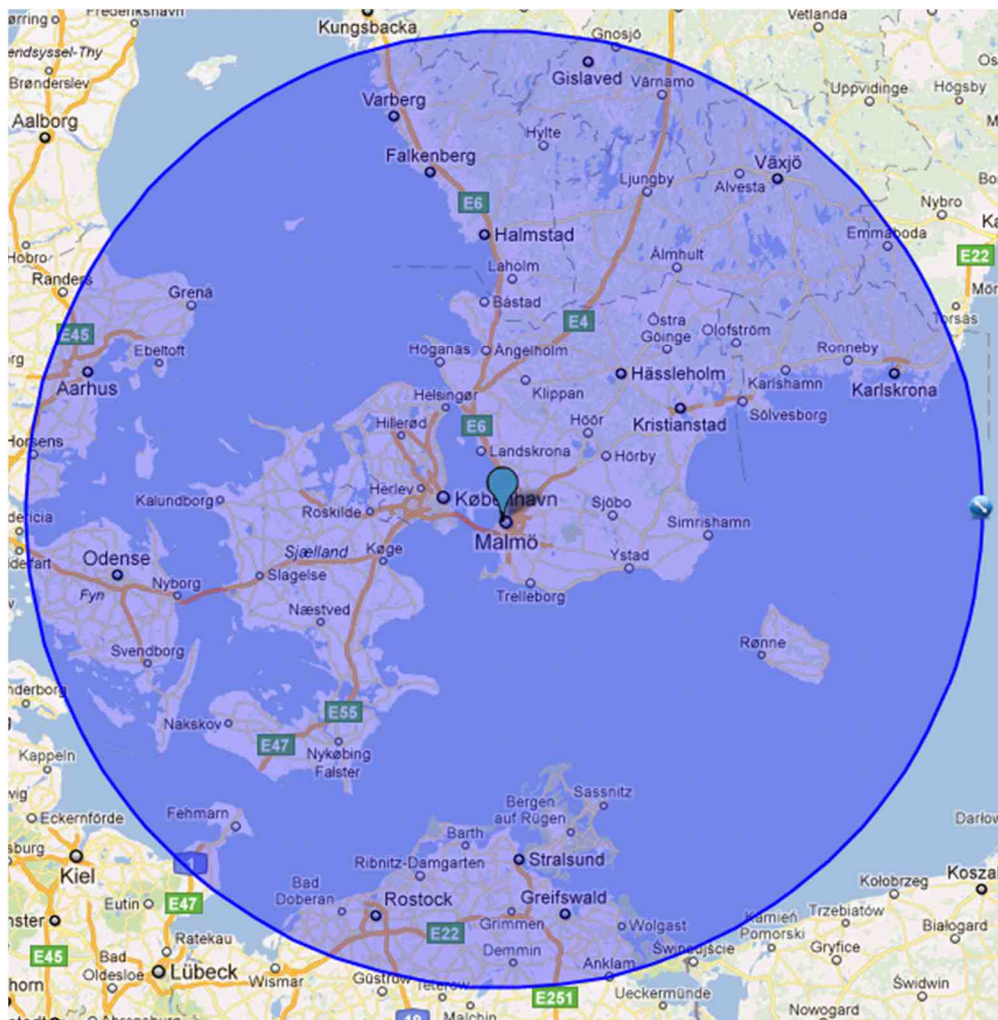 Frederikshavn
Kungsbacka
Gnosjö
Vetlanda
endsyssel-Thy
Gislaved
Värnamo
Brønderslev
Uppvidinge
Högsby
Varberg
Aalborg
Hylte
Falkenberg
Växjö
Ljungby
Alvesta
E6
Nybro
Halmstad
Emmaboda
Hobro
E22
Älmhult
Laholm
Randers
Grenå
Båstad
Torsås
E4
E45
Östra
Göinge
Olofström
Ebeltoft
Höganäs
Ängelholm
Ronneby
Aarhus
Hässleholm
Karlshamn
Karlskrona
Klippan
Helsingør
Kristianstad
Sölvesborg
Hillerød
E6
Höör
Horsens
Landskrona
Hörby
Herlev
København
Kalundborg
Roskilde
Sjöbo
Simrishamn
Malmö
Sjælland
Køge
Odense
Ystad
Slagelse
Nyborg
Fyn
Trelleborg
Næstved
Rønne
Svendborg
E55
Nakskov
E47
Nykøbing
Falster
Kappeln
Sassnitz
Bergen
auf Rügen
Fehmarn
Eckernförde
Barth
Stralsund
Kiel
1
Ribnitz-Damgarten
Bad
Doberan
Kołobrzeg
Eutin
E47
Rostock
Greifswald
Trzebiatów
Kamień
Pomorski
Grimmen
Wolgast
Białogard
E22
Ratekau
Gryfice
E45
Bad
Oldesloe
Lübeck
Wismar
Demmin
Świnoujście
Anklam
Güstrow
Teterow
E251
Ueckermünde
Świdwin
Malchin
Nowogard
19